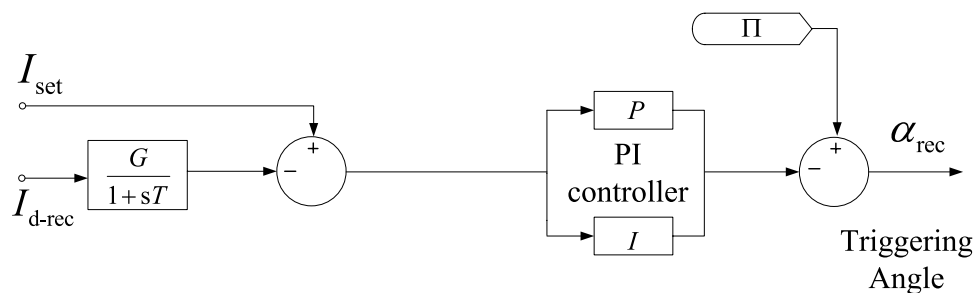 Π
I_set
+
−
G
1+sT
I_d-rec
P
PI
controller
I
+
−
α_rec
Triggering
Angle